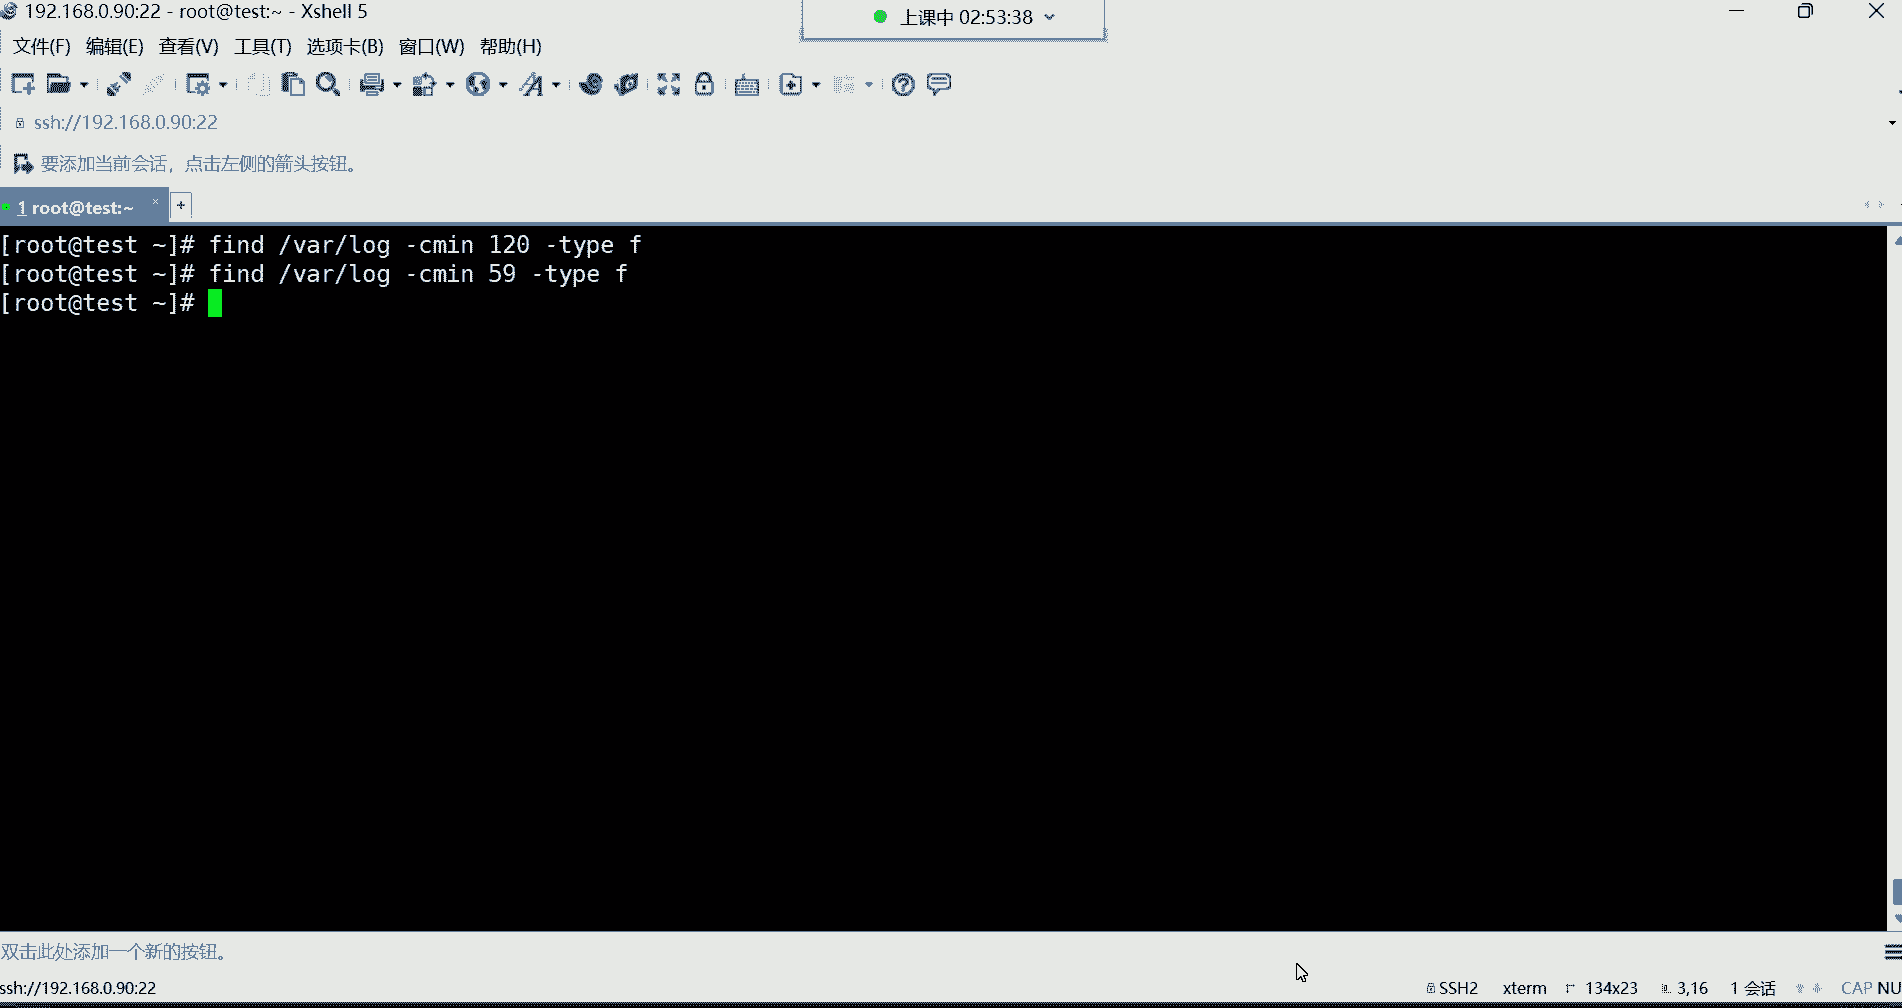 192.168.0.90:22 - root@test:~ - Xshell 5
上课中 02:53:38
文件(F) 编辑(E) 查看(V) 工具(T) 选项卡(B) 窗口(W) 帮助(H)
ssh://192.168.0.90:22
要添加当前会话，点击左侧的箭头按钮。
1 root@test:~ × +
[root@test ~]# find /var/log -cmin 120 -type f
[root@test ~]# find /var/log -cmin 59 -type f
[root@test ~]#
双击此处添加一个新的按钮。
ssh://192.168.0.90:22 SSH2 xterm 134x23 3,16 1 会话 CAP NU